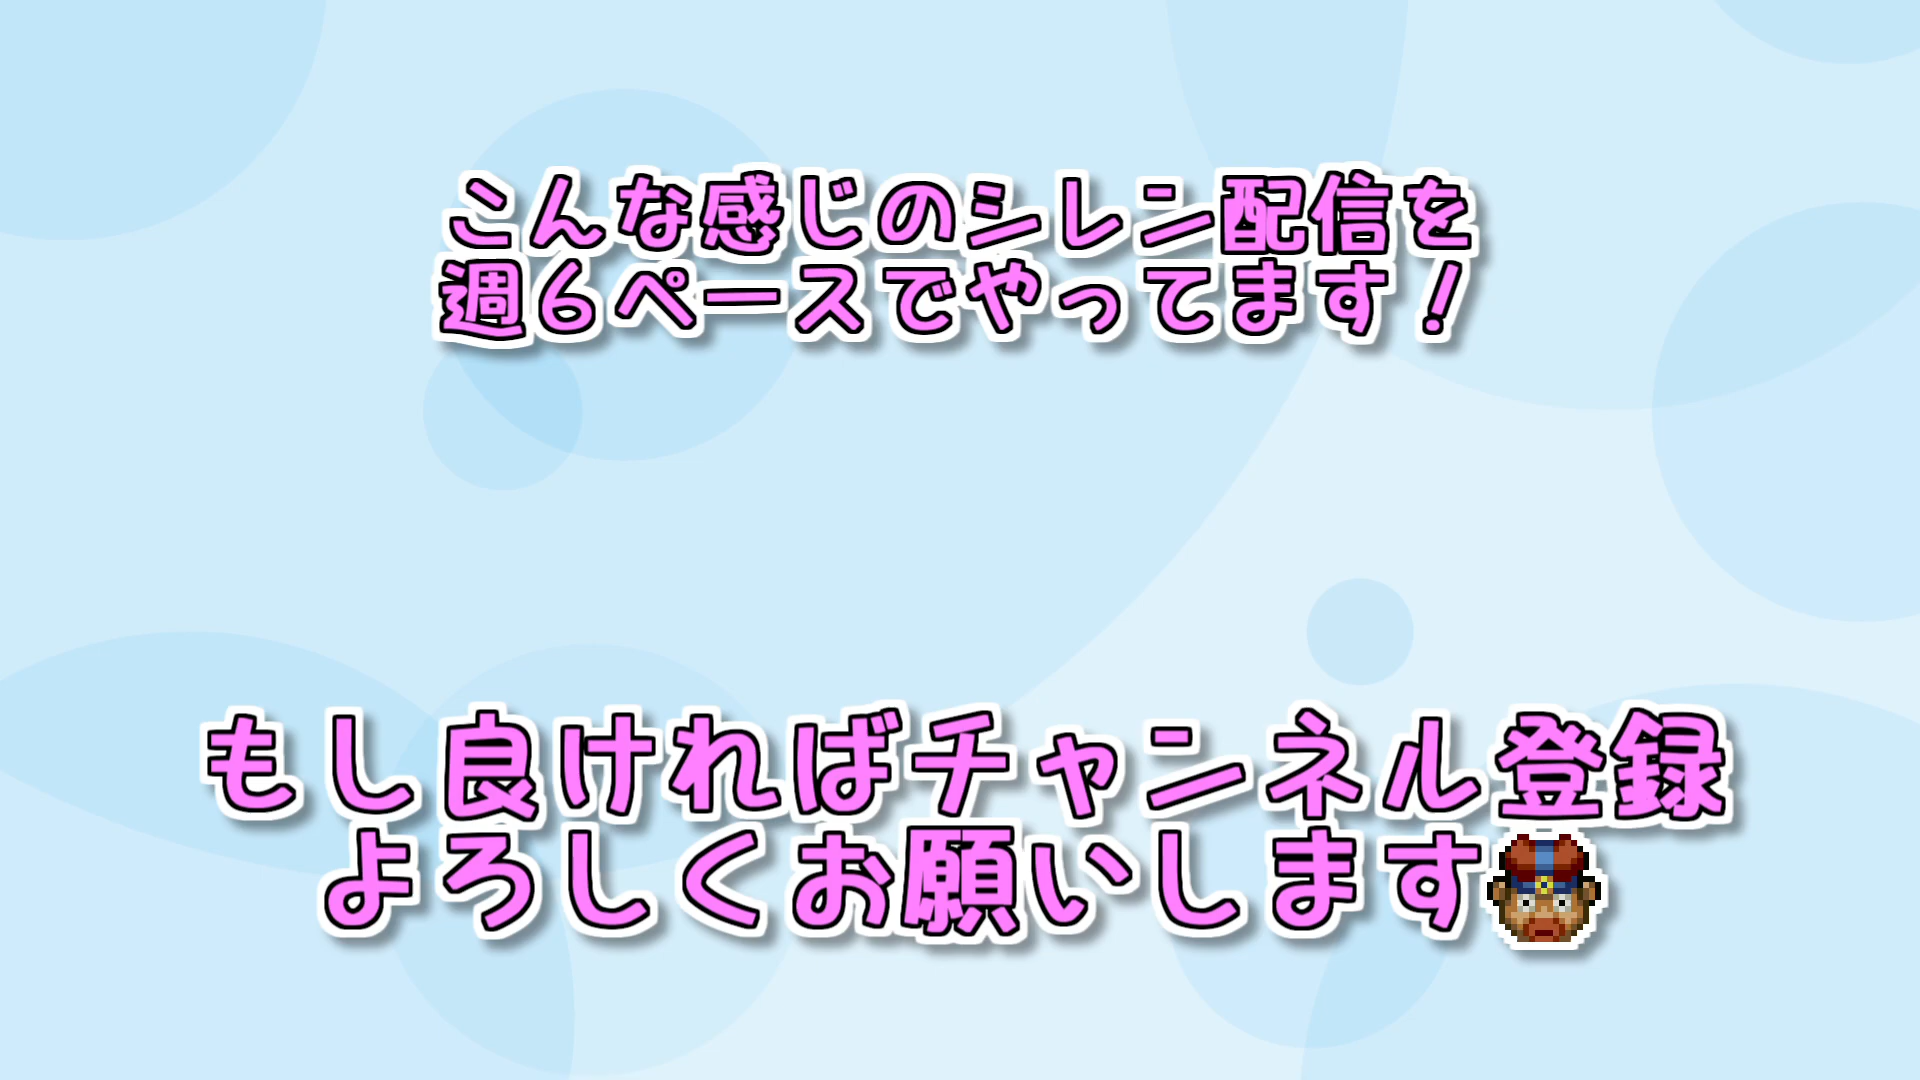 こんな感じのシレン配信を
週6ペースでやってます!
もし良ければチャンネル登録
よろしくお願いします